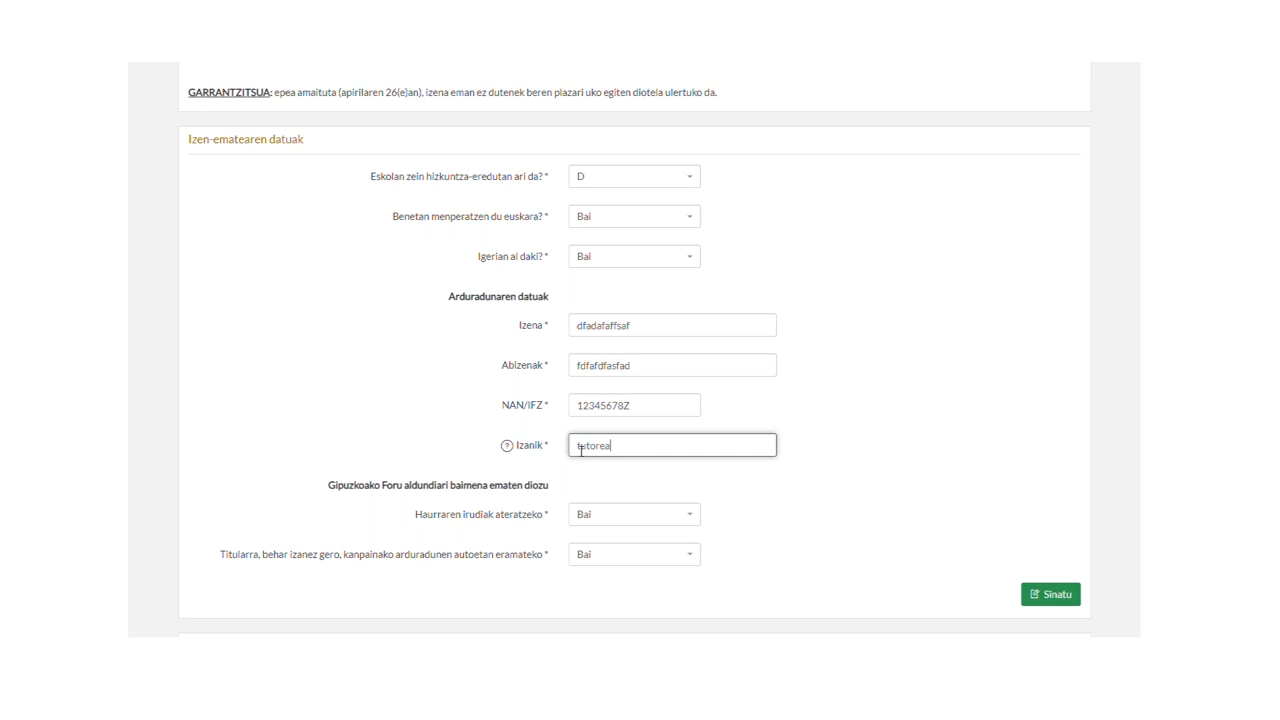 GARRANTZITSUA: epea amaituta (apirilaren 26(e)an), izena eman ez dutenek beren plazari uko egiten diotela ulertuko da.
Izen-ematearen datuak
Eskolan zein hizkuntza-eredutan ari da? * D
Benetan menperatzen du euskara? * Bai
Igerian al daki? * Bai
Arduradunaren datuak
Izena * dfadafaffsaf
Abizenak * fdfafdfasfad
NAN/IFZ * 12345678Z
? Izanik * tutorea
Gipuzkoako Foru aldundiari baimena ematen diozu
Haurraren irudiak ateratzeko * Bai
Titularra, behar izanez gero, kanpainako arduradunen autoetan eramateko * Bai
Sinatu